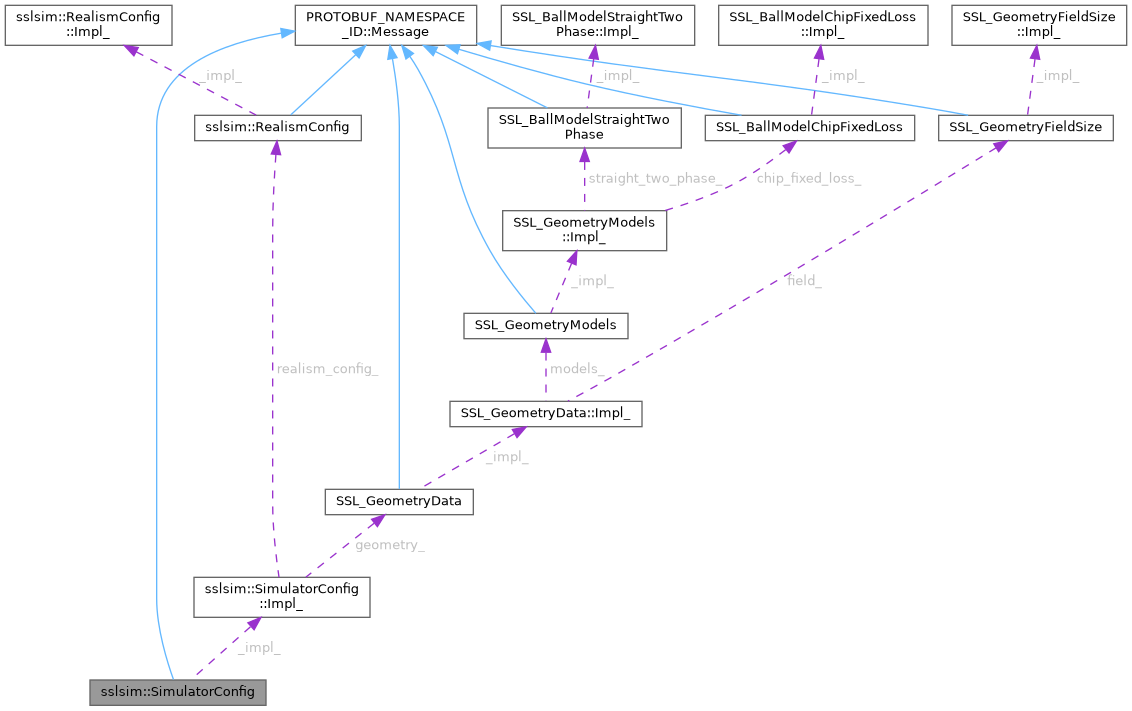 sslsim::RealismConfig
::Impl_
PROTOBUF_NAMESPACE
_ID::Message
SSL_BallModelStraightTwo
Phase::Impl_
SSL_BallModelChipFixedLoss
::Impl_
SSL_GeometryFieldSize
::Impl_
_impl_
_impl_
_impl_
_impl_
sslsim::RealismConfig
SSL_BallModelStraightTwo
Phase
SSL_BallModelChipFixedLoss
SSL_GeometryFieldSize
straight_two_phase_
chip_fixed_loss_
SSL_GeometryModels
::Impl_
_impl_
field_
SSL_GeometryModels
realism_config_
models_
SSL_GeometryData::Impl_
_impl_
SSL_GeometryData
geometry_
sslsim::SimulatorConfig
::Impl_
_impl_
sslsim::SimulatorConfig